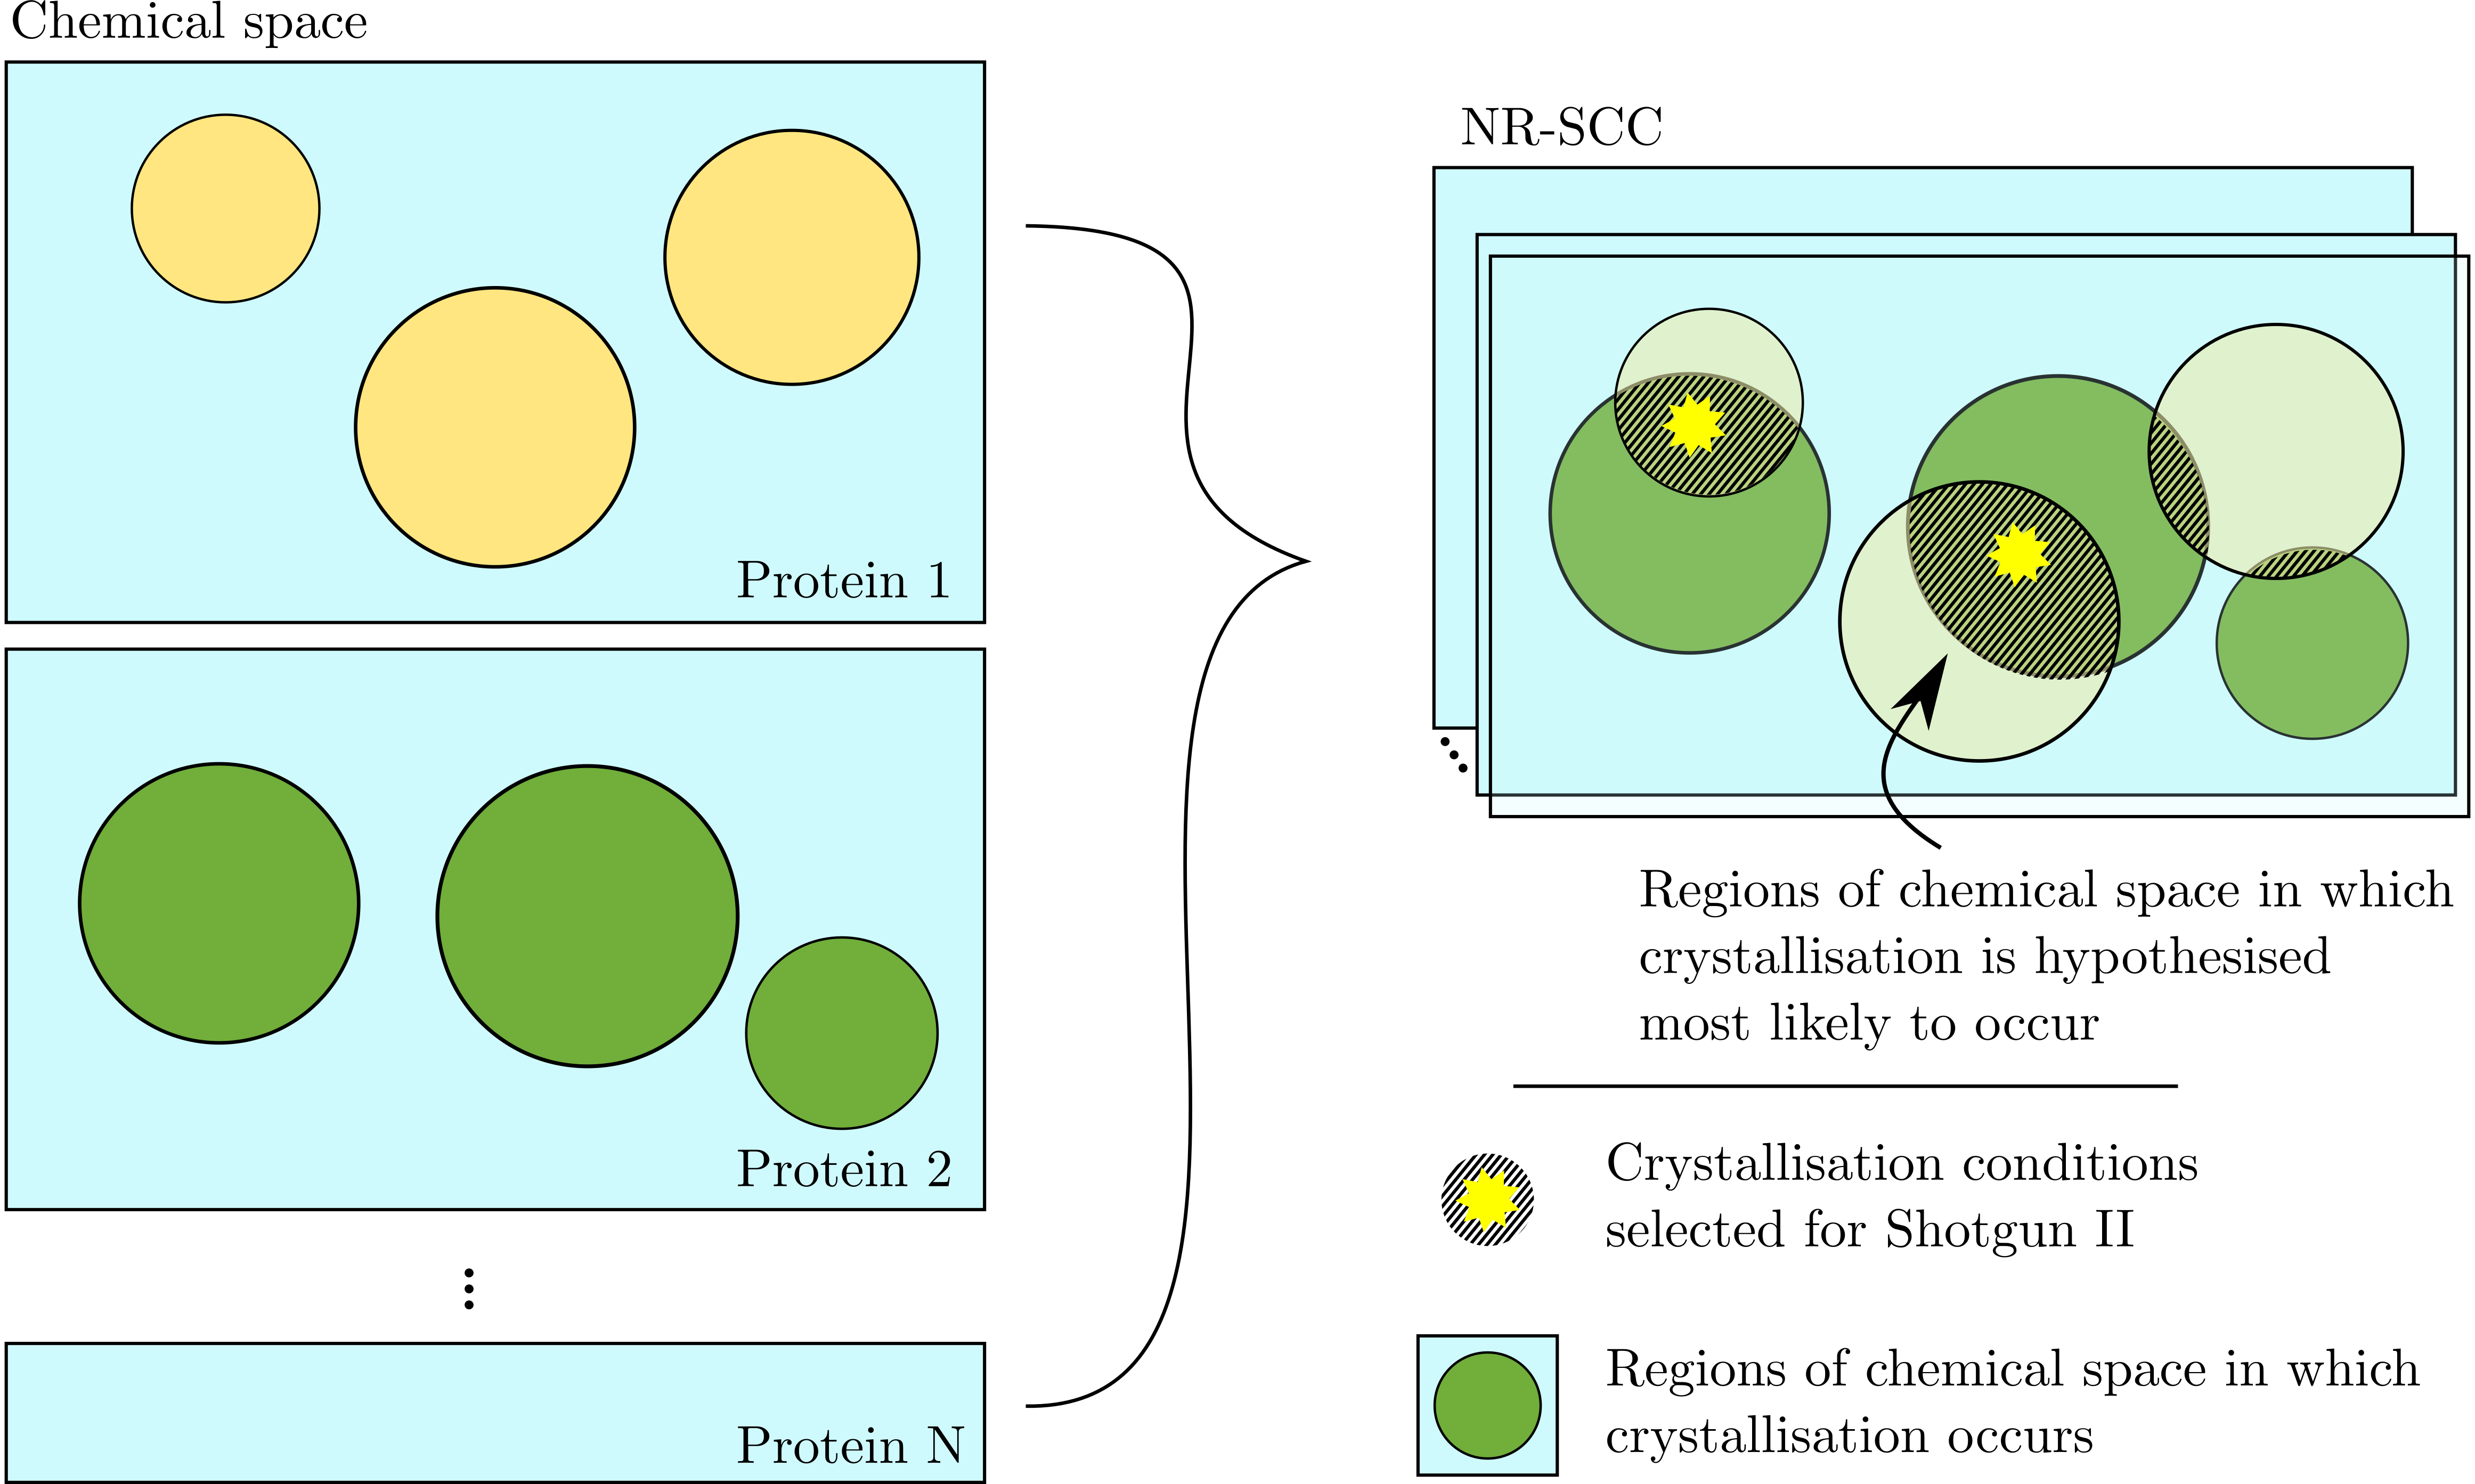 Chemical space
Protein 1
Protein 2
Protein N
NR-SCC
Regions of chemical space in which
crystallisation is hypothesised
most likely to occur
Crystallisation conditions
selected for Shotgun II
Regions of chemical space in which
crystallisation occurs